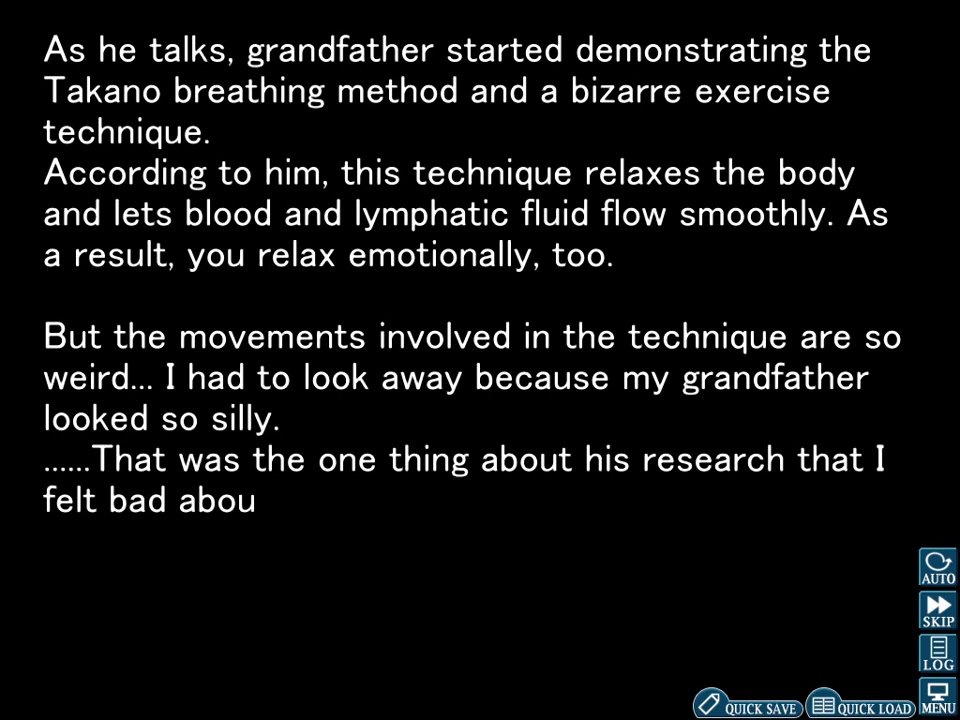 As he talks, grandfather started demonstrating the
Takano breathing method and a bizarre exercise
technique.
According to him, this technique relaxes the body
and lets blood and lymphatic fluid flow smoothly. As
a result, you relax emotionally, too.
But the movements involved in the technique are so
weird... I had to look away because my grandfather
looked so silly.
......That was the one thing about his research that I
felt bad abou
AUTO
SKIP
LOG
QUICK SAVE QUICK LOAD MENU